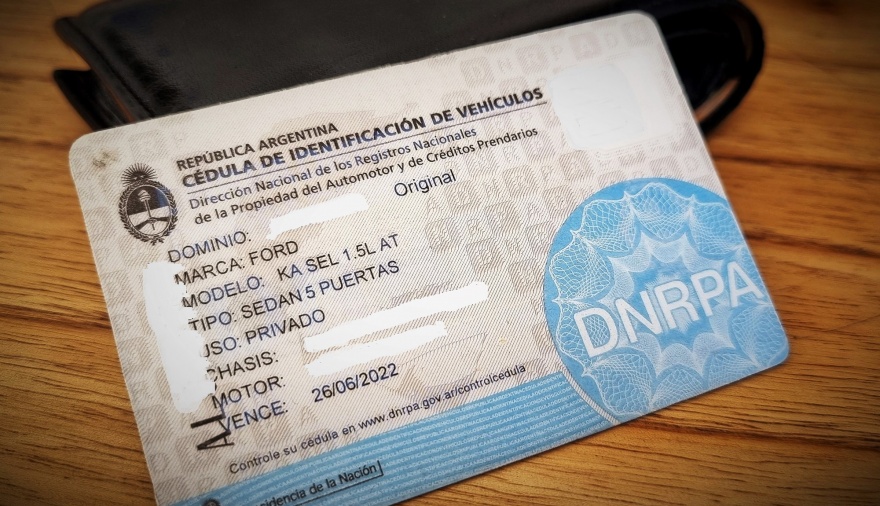 REPÚBLICA ARGENTINA
CÉDULA DE IDENTIFICACIÓN DE VEHÍCULOS
Dirección Nacional de los Registros Nacionales
de la Propiedad del Automotor y de Créditos Prendarios
Original
DOMINIO:
MARCA: FORD
MODELO: KA SEL 1.5L AT
TIPO: SEDAN 5 PUERTAS
USO: PRIVADO
CHASIS:
MOTOR:
VENCE: 26/06/2022
Controle su cédula en www.dnrpa.gov.ar/controlcedula
DNRPA
sidencia de la Nación